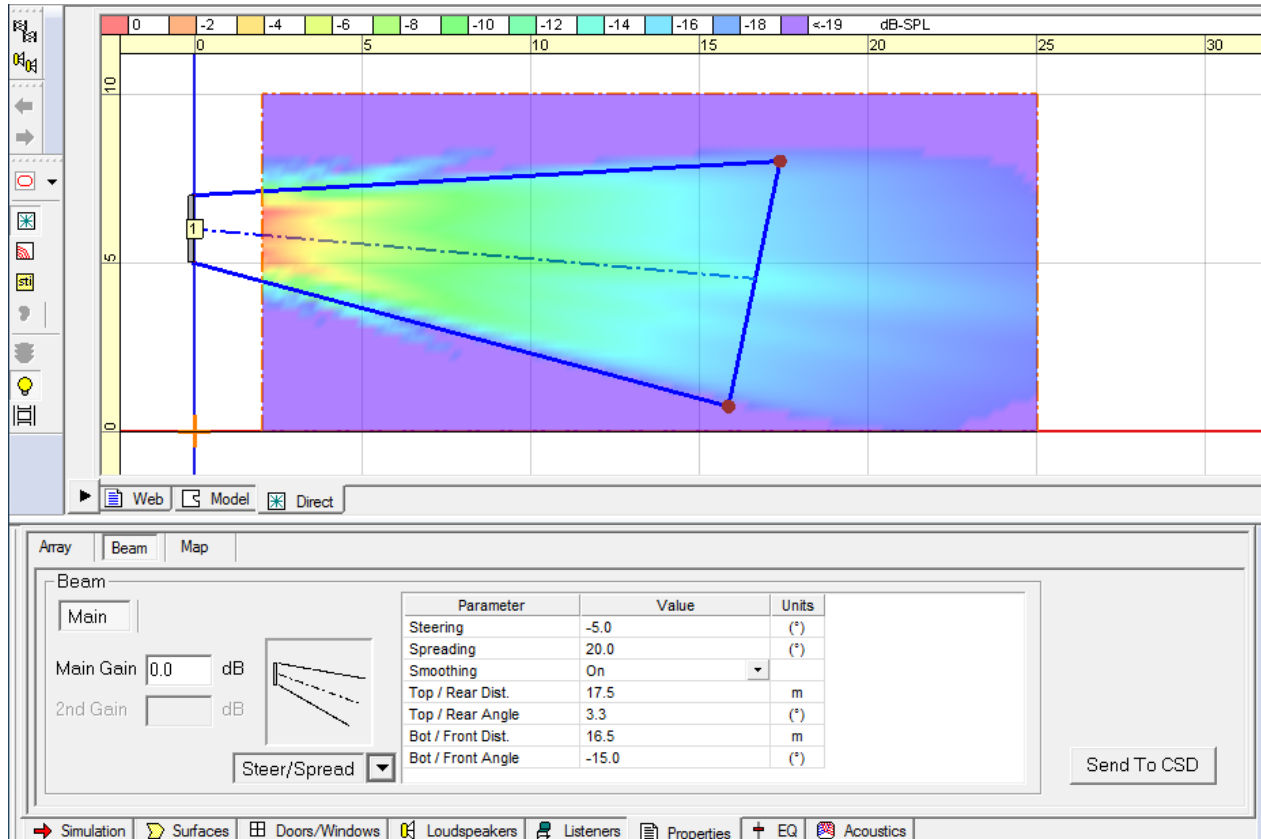 0 -2 -4 -6 -8 -10 -12 -14 -16 -18 <-19 dB-SPL
0 5 10 15 20 25 30
10
1
5
sti
0
Web Model Direct
Array Beam Map
Beam
Main
Main Gain 0.0 dB
2nd Gain dB
Steer/Spread
Parameter Value Units
Steering -5.0 (°)
Spreading 20.0 (°)
Smoothing On
Top / Rear Dist. 17.5 m
Top / Rear Angle 3.3 (°)
Bot / Front Dist. 16.5 m
Bot / Front Angle -15.0 (°)
Send To CSD
Simulation Surfaces Doors/Windows Loudspeakers Listeners Properties EQ Acoustics